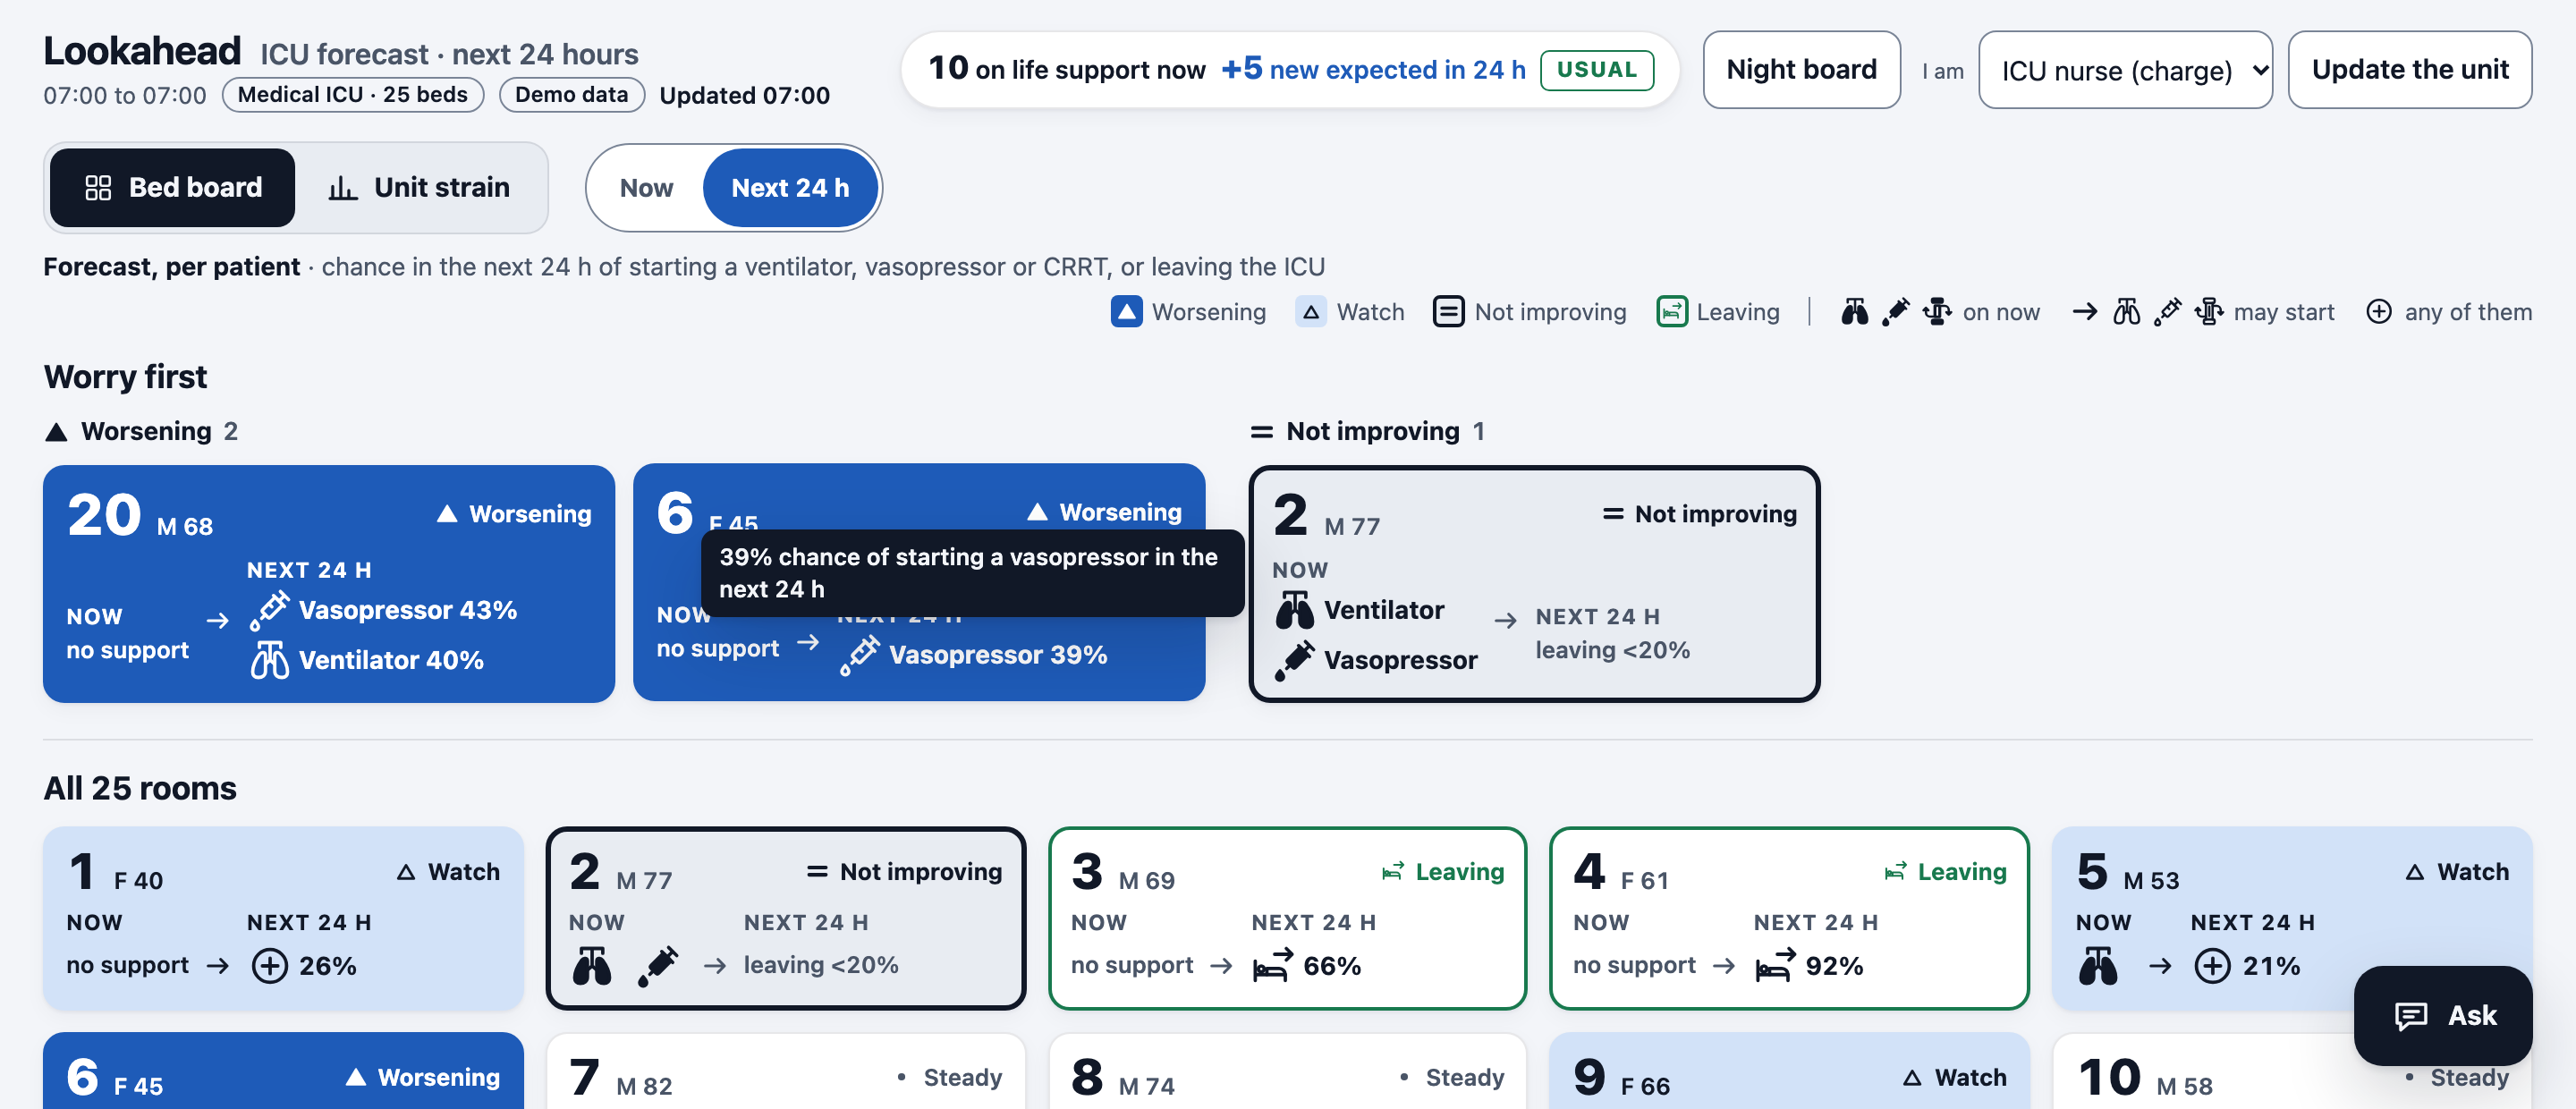 Lookahead ICU forecast · next 24 hours
07:00 to 07:00 Medical ICU · 25 beds Demo data Updated 07:00
10 on life support now +5 new expected in 24 h USUAL
Night board
I am ICU nurse (charge)
Update the unit
Bed board Unit strain
Now Next 24 h
Forecast, per patient · chance in the next 24 h of starting a ventilator, vasopressor or CRRT, or leaving the ICU
Worsening Watch Not improving Leaving on now may start any of them
Worry first
Worsening 2
Not improving 1
20 M 68 Worsening
NOW
no support
NEXT 24 H
Vasopressor 43%
Ventilator 40%
6 F 45 Worsening
39% chance of starting a vasopressor in the
next 24 h
NOW
no support
NEXT 24 H
Vasopressor 39%
2 M 77 Not improving
NOW
Ventilator
Vasopressor
NEXT 24 H
leaving <20%
All 25 rooms
1 F 40 Watch
NOW NEXT 24 H
no support 26%
2 M 77 Not improving
NOW NEXT 24 H
leaving <20%
3 M 69 Leaving
NOW NEXT 24 H
no support 66%
4 F 61 Leaving
NOW NEXT 24 H
no support 92%
5 M 53 Watch
NOW NEXT 24 H
21%
Ask
6 F 45 Worsening
7 M 82 Steady
8 M 74 Steady
9 F 66 Watch
10 M 58 Steady